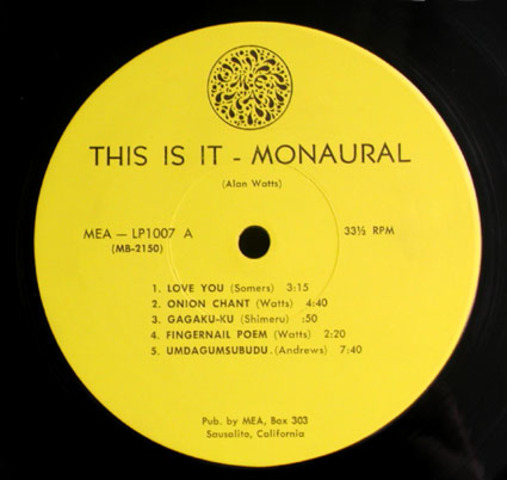 THIS IS IT - MONAURAL
(Alan Watts)
MEA — LP1007 A 33⅓ RPM
(MB-2150)
1. LOVE YOU (Somers) 3:15
2. ONION CHANT (Watts) 4:40
3. GAGAKU-KU (Shimeru) :50
4. FINGERNAIL POEM (Watts) 2:20
5. UMDAGUMSUBUDU.(Andrews) 7:40
Pub. by MEA, Box 303
Sausalito, California